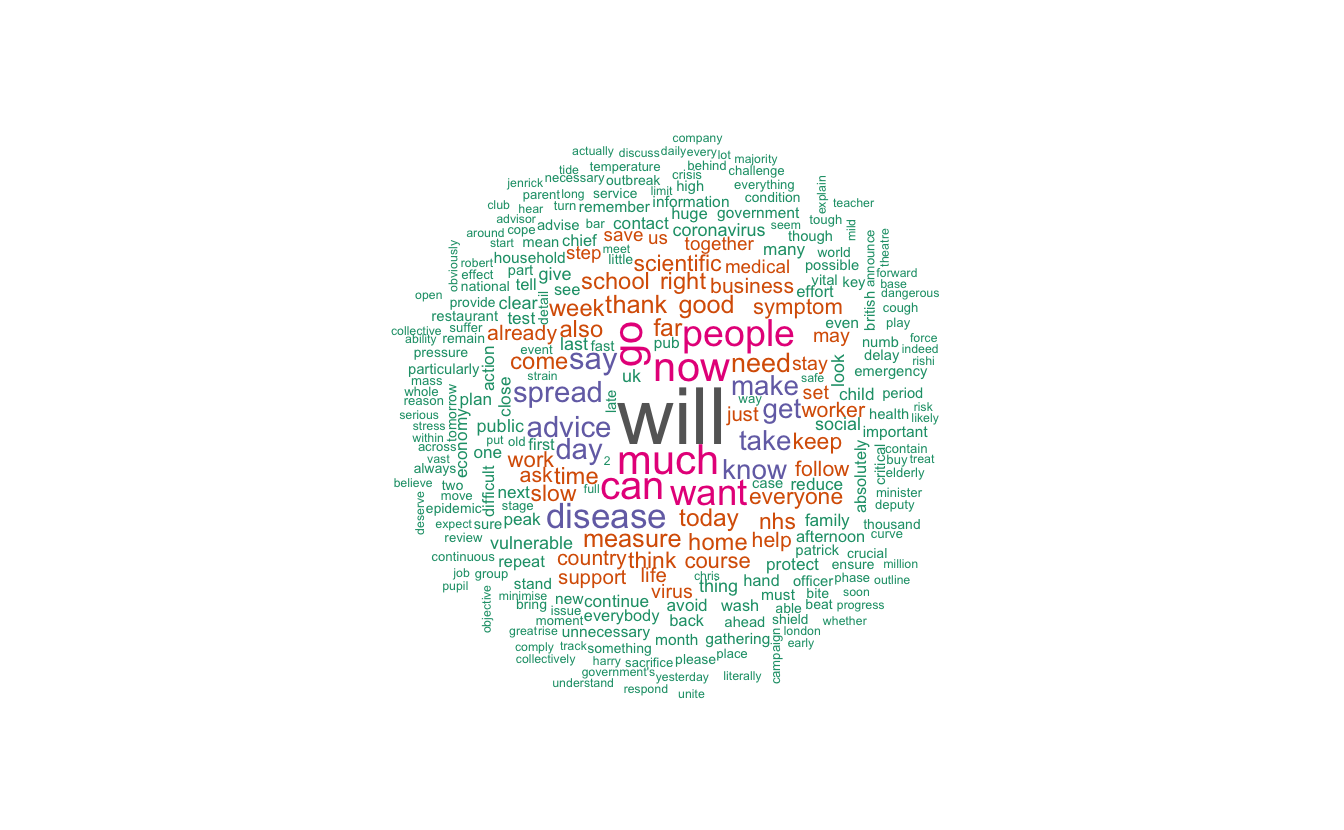 company
actually discuss daily every lot majority
tide temperature behind challenge
jenrick necessary outbreak crisis everything
parent long service limit high condition explain
club hear turn remember information teacher
advisor huge government tough
around cope advise bar contact coronavirus seem mild
start mean chief save us together though
obviously household step meet many world theatre
robert little scientific medical possible announce
effect part give school right business vital key forward
national tell see effort base
open detail dangerous
provide clear week thank good symptom british cough
restaurant test even play
collective suffer already also go far people may force
ability remain last fast pub numb indeed
pressure event come say now need stay look delay rishi
particularly action strain uk safe emergency
mass close spread make set child period
whole plan late will way
reason tomorrow just get worker health risk
serious economy social likely
stress public advice important
within put old first day take keep absolutely critical contain
across one 2 much know buy treat
vast work follow elderly
always ask time case reduce
believe two difficult next slow full can want everyone minister
move stage deputy
deserve epidemic peak disease today nhs family thousand
expect sure
review vulnerable measure home help afternoon curve
continuous repeat country think course patrick crucial
protect ensure million
job group support life chris hand officer phase outline
pupil stand virus thing
minimise new continue must bite soon
objective bring issue everybody avoid wash able beat progress
moment back ahead shield whether
great rise unnecessary month gathering london
comply track something early
collectively harry sacrifice please place campaign
government's yesterday literally
understand respond unite